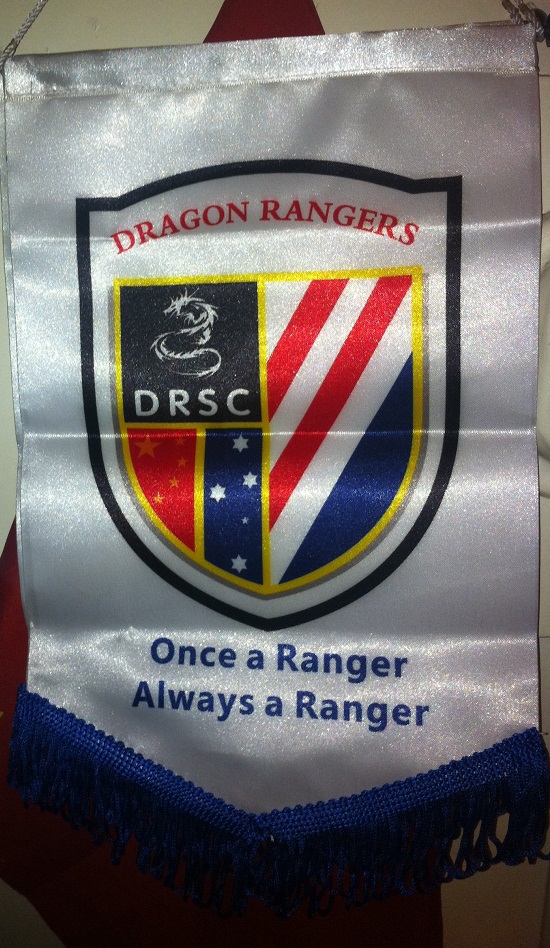 DRAGON RANGERS
DRSC
Once a Ranger
Always a Ranger